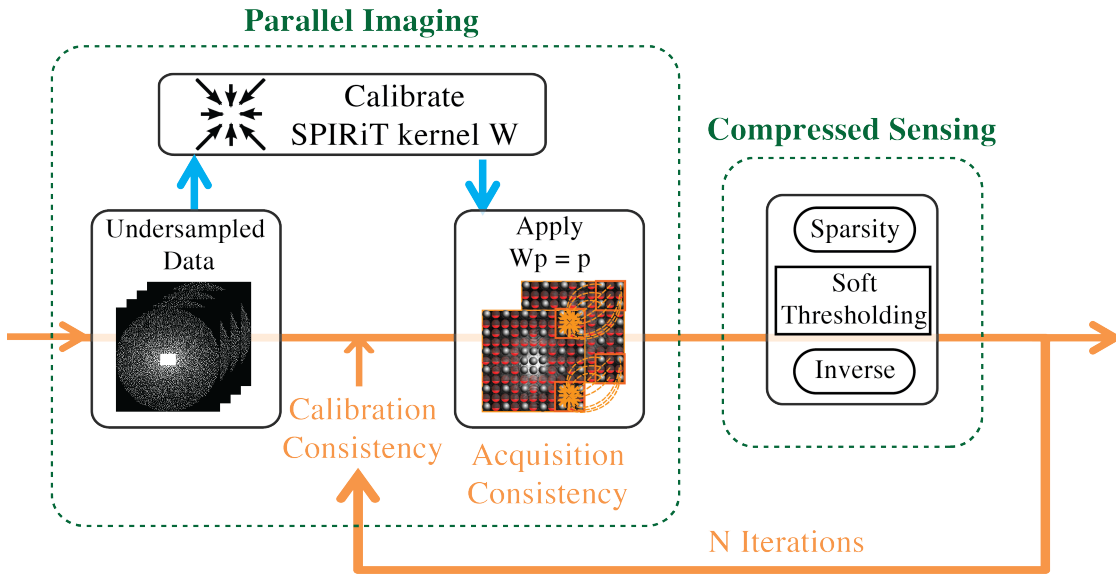 Parallel Imaging
Calibrate
SPIRiT kernel W
Undersampled
Data
Apply
Wp = p
Calibration
Consistency
Acquisition
Consistency
Compressed Sensing
Sparsity
Soft
Thresholding
Inverse
N Iterations